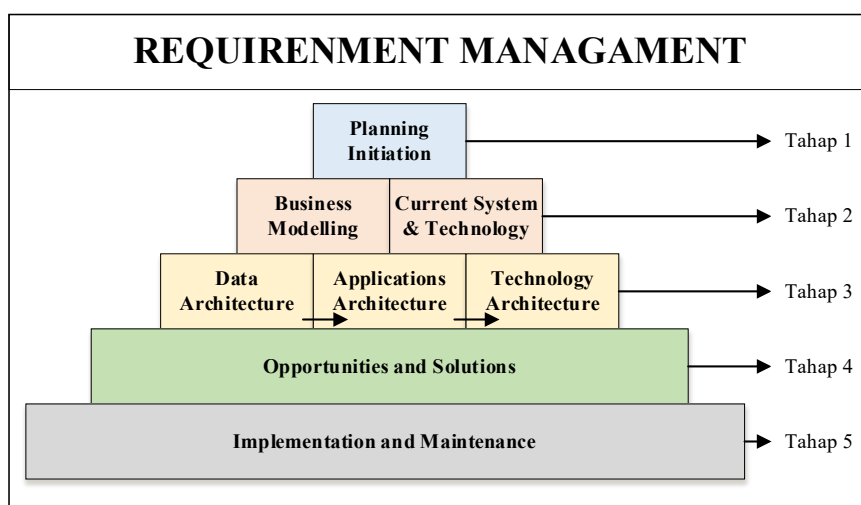 REQUIRENMENT MANAGAMENT
Planning
Initiation
Tahap 1
Business
Modelling
Current System
& Technology
Tahap 2
Data
Architecture
Applications
Architecture
Technology
Architecture
Tahap 3
Opportunities and Solutions
Tahap 4
Implementation and Maintenance
Tahap 5